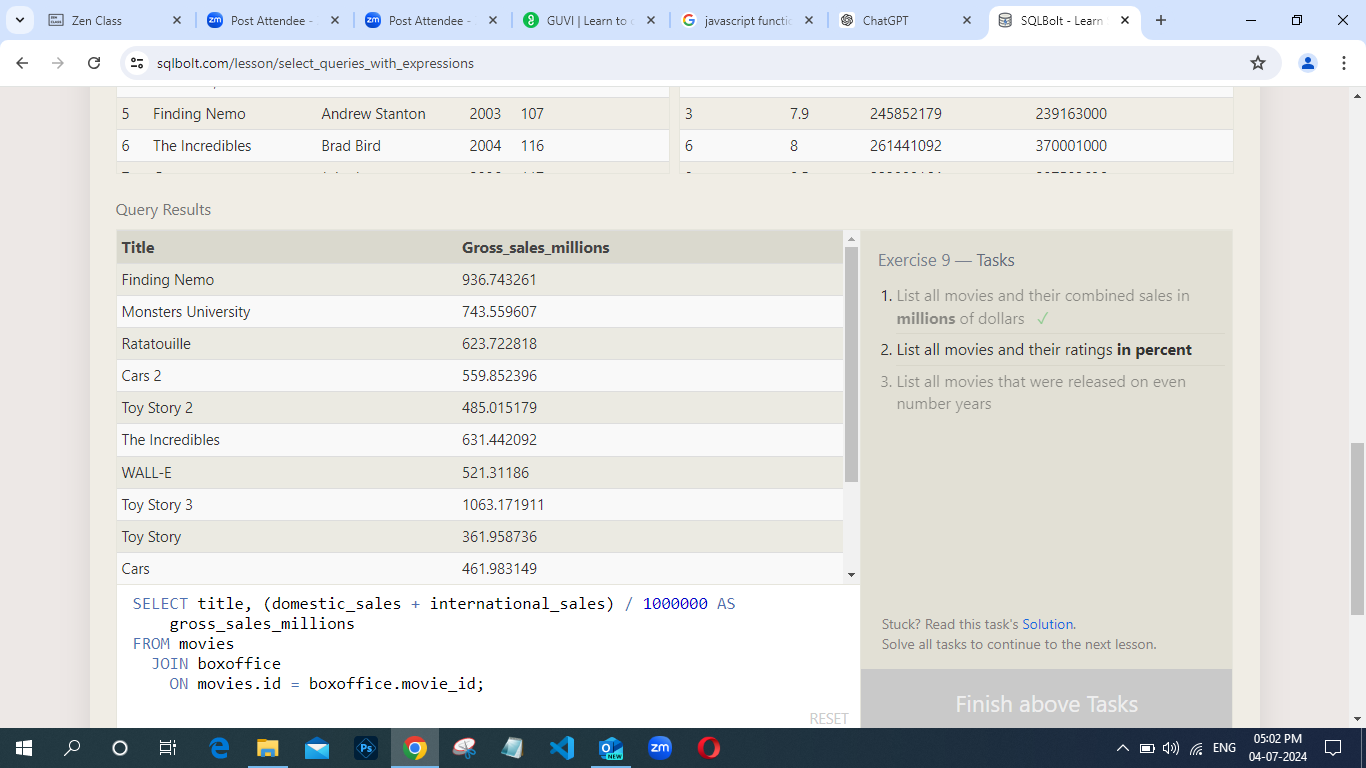 Zen Class
Post Attendee -
Post Attendee -
GUVI | Learn to
javascript functi
ChatGPT
SQLBolt - Learn
sqlbolt.com/lesson/select_queries_with_expressions
5 Finding Nemo Andrew Stanton 2003 107
3 7.9 245852179 239163000
6 The Incredibles Brad Bird 2004 116
6 8 261441092 370001000
Query Results
Title Gross_sales_millions
Finding Nemo 936.743261
Monsters University 743.559607
Ratatouille 623.722818
Cars 2 559.852396
Toy Story 2 485.015179
The Incredibles 631.442092
WALL-E 521.31186
Toy Story 3 1063.171911
Toy Story 361.958736
Cars 461.983149
Exercise 9 — Tasks
1. List all movies and their combined sales in
millions of dollars ✓
2. List all movies and their ratings in percent
3. List all movies that were released on even
number years
Stuck? Read this task's Solution.
Solve all tasks to continue to the next lesson.
Finish above Tasks
SELECT title, (domestic_sales + international_sales) / 1000000 AS
gross_sales_millions
FROM movies
JOIN boxoffice
ON movies.id = boxoffice.movie_id;
RESET
Ps
NEW
zm
ENG
05:02 PM
04-07-2024